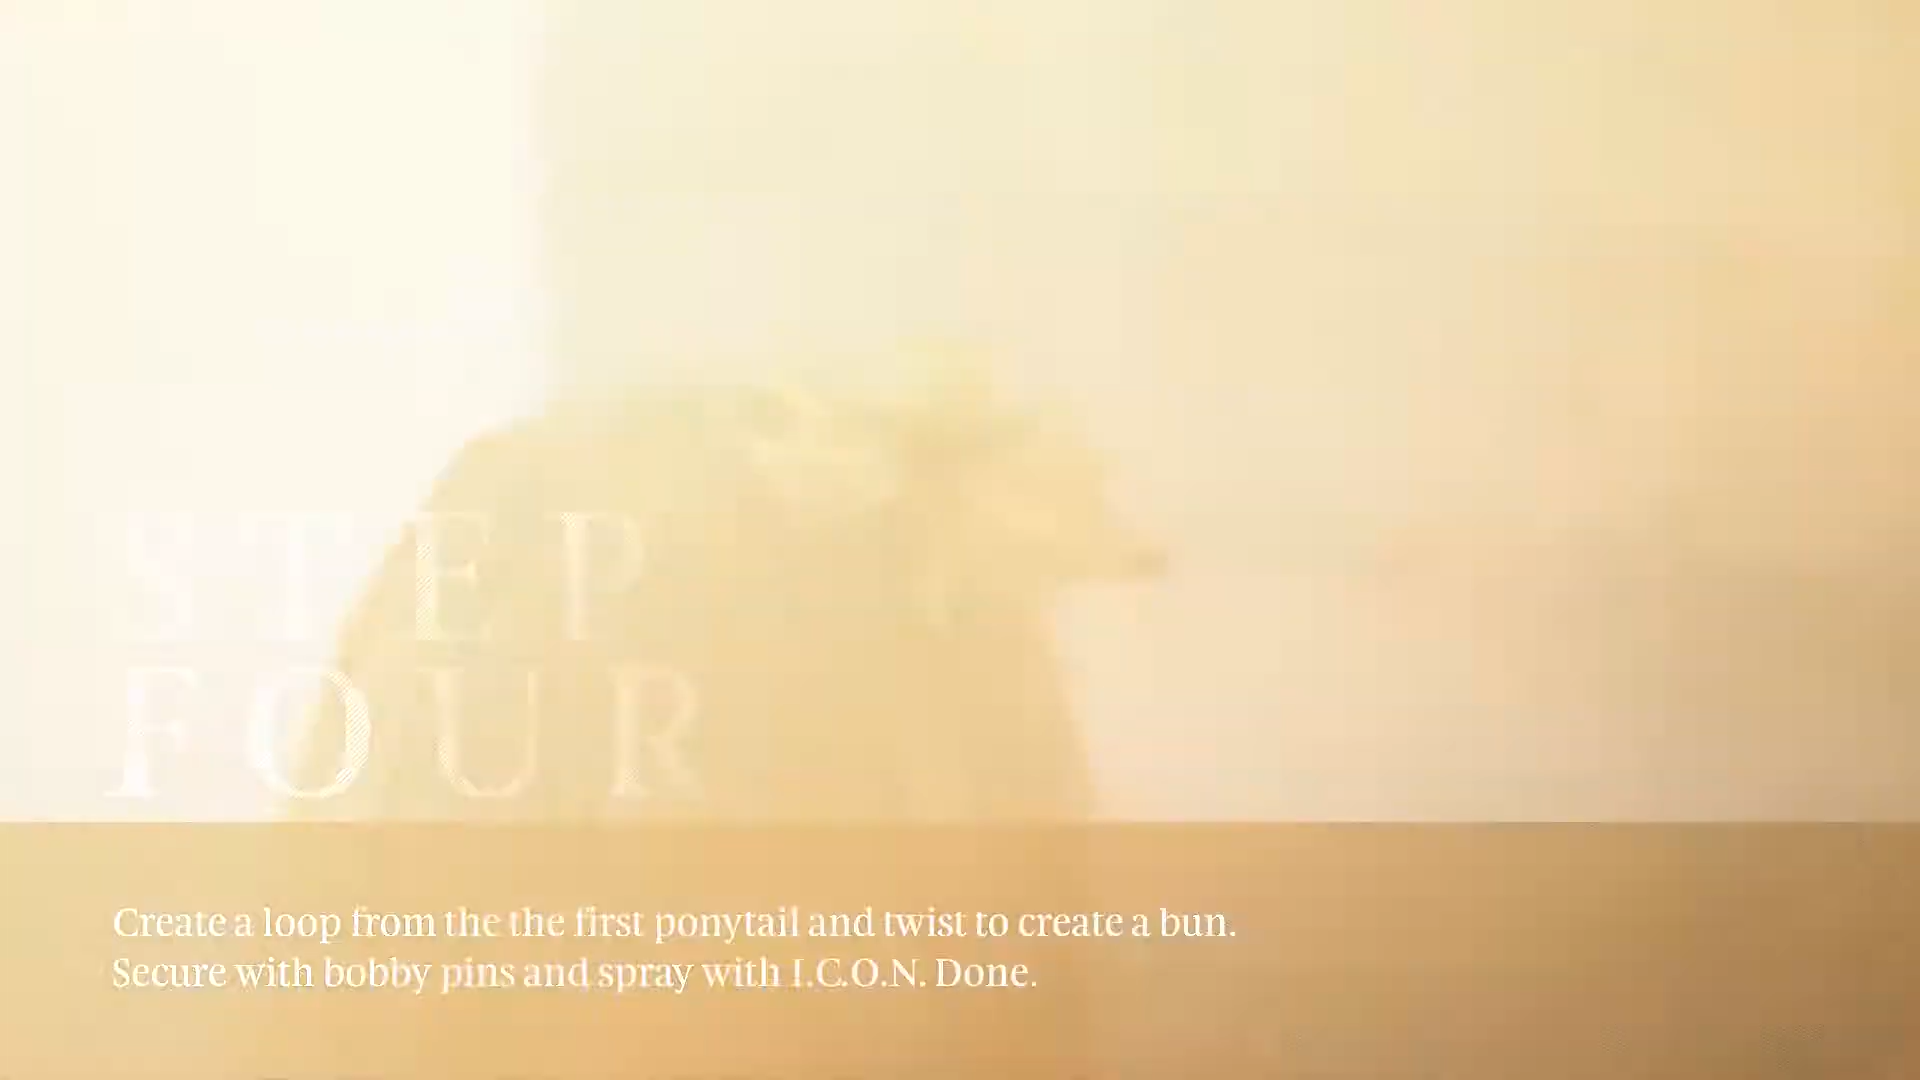 STEP
FOUR
Create a loop from the the first ponytail and twist to create a bun.
Secure with bobby pins and spray with I.C.O.N. Done.